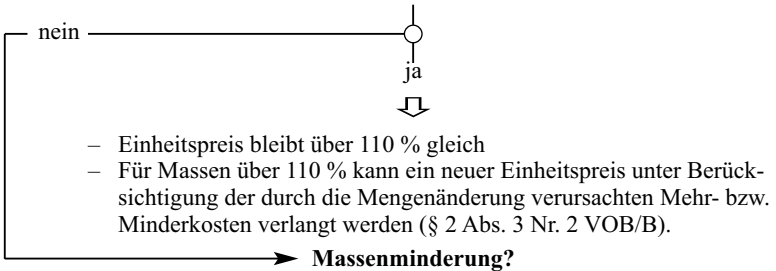 nein
ja
– Einheitspreis bleibt über 110 % gleich
– Für Massen über 110 % kann ein neuer Einheitspreis unter Berück-
sichtigung der durch die Mengenänderung verursachten Mehr- bzw.
Minderkosten verlangt werden (§ 2 Abs. 3 Nr. 2 VOB/B).
Massenminderung?